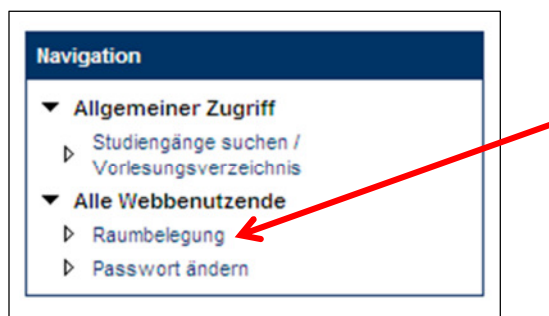 Navigation
Allgemeiner Zugriff
Studiengänge suchen /
Vorlesungsverzeichnis
Alle Webbenutzende
Raumbelegung
Passwort ändern